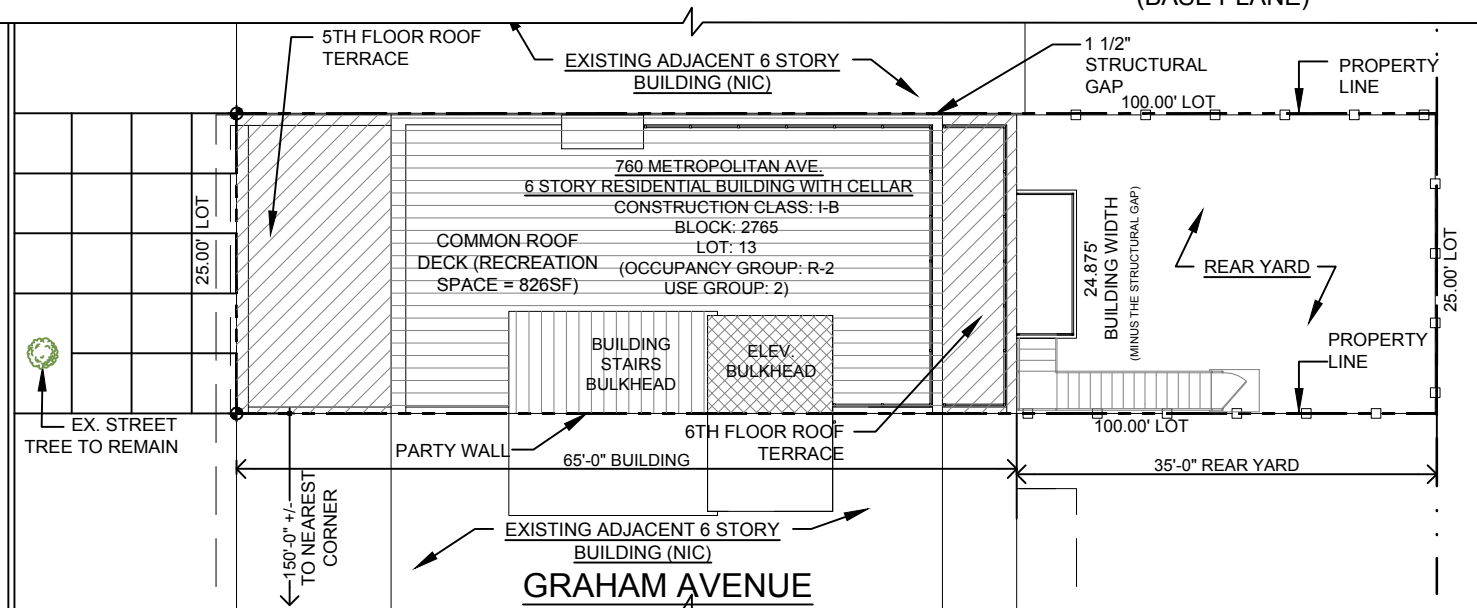 (BASE PLANE)
5TH FLOOR ROOF
TERRACE
EXISTING ADJACENT 6 STORY
BUILDING (NIC)
1 1/2"
STRUCTURAL
GAP
PROPERTY
LINE
100.00' LOT
25.00' LOT
760 METROPOLITAN AVE.
6 STORY RESIDENTIAL BUILDING WITH CELLAR
CONSTRUCTION CLASS: I-B
BLOCK: 2765
LOT: 13
(OCCUPANCY GROUP: R-2
USE GROUP: 2)
COMMON ROOF
DECK (RECREATION
SPACE = 826SF)
24.875'
BUILDING WIDTH
(MINUS THE STRUCTURAL GAP)
REAR YARD
25.00' LOT
BUILDING
STAIRS
BULKHEAD
ELEV.
BULKHEAD
PROPERTY
LINE
EX. STREET
TREE TO REMAIN
PARTY WALL
6TH FLOOR ROOF
TERRACE
100.00' LOT
65'-0" BUILDING
35'-0" REAR YARD
150'-0" +/-
TO NEAREST
CORNER
EXISTING ADJACENT 6 STORY
BUILDING (NIC)
GRAHAM AVENUE